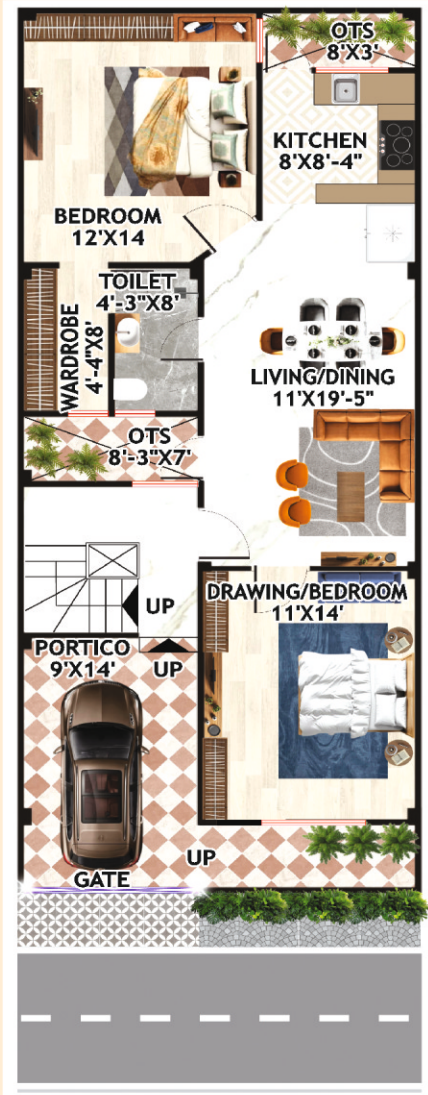 OTS
8'X3'
KITCHEN
8'X8'-4"
BEDROOM
12'X14
TOILET
4'-3"X8'
WARDROBE
4'-4"X8'
LIVING/DINING
11'X19'-5"
OTS
8'-3"X7'
UP
DRAWING/BEDROOM
11'X14'
PORTICO
9'X14'
UP
UP
GATE